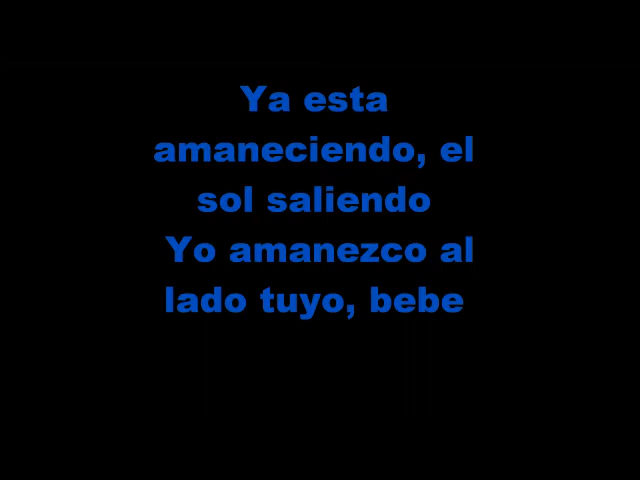 Ya esta
amaneciendo, el
sol saliendo
Yo amanezco al
lado tuyo, bebe